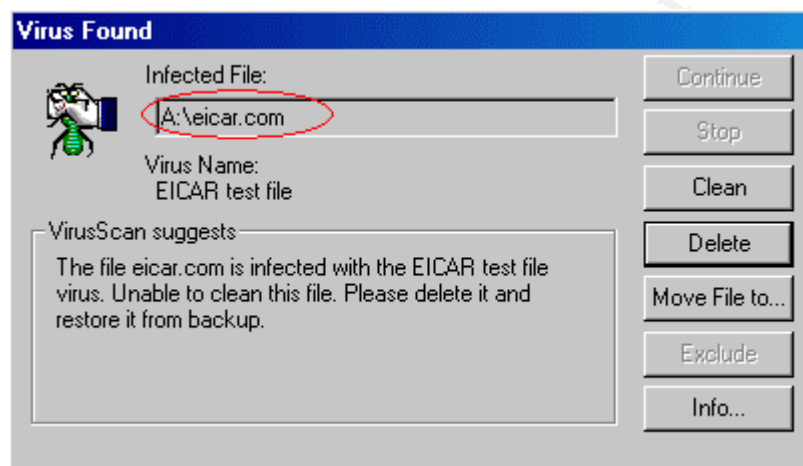 Virus Found
Infected File:
A:\eicar.com
Virus Name:
EICAR test file
VirusScan suggests
The file eicar.com is infected with the EICAR test file
virus. Unable to clean this file. Please delete it and
restore it from backup.
Continue
Stop
Clean
Delete
Move File to...
Exclude
Info...